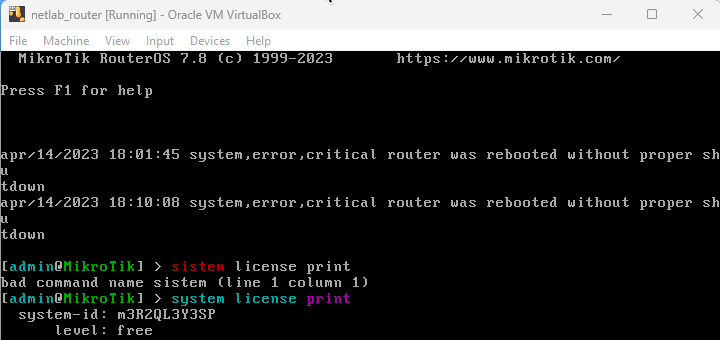 netlab_router [Running] - Oracle VM VirtualBox
File Machine View Input Devices Help
MikroTik RouterOS 7.8 (c) 1999-2023 https://www.mikrotik.com/
Press F1 for help
apr/14/2023 18:01:45 system,error,critical router was rebooted without proper sh
u
tdown
apr/14/2023 18:10:08 system,error,critical router was rebooted without proper sh
u
tdown
[admin@MikroTik] > sistem license print
bad command name sistem (line 1 column 1)
[admin@MikroTik] > system license print
system-id: m3R2QL3Y3SP
level: free